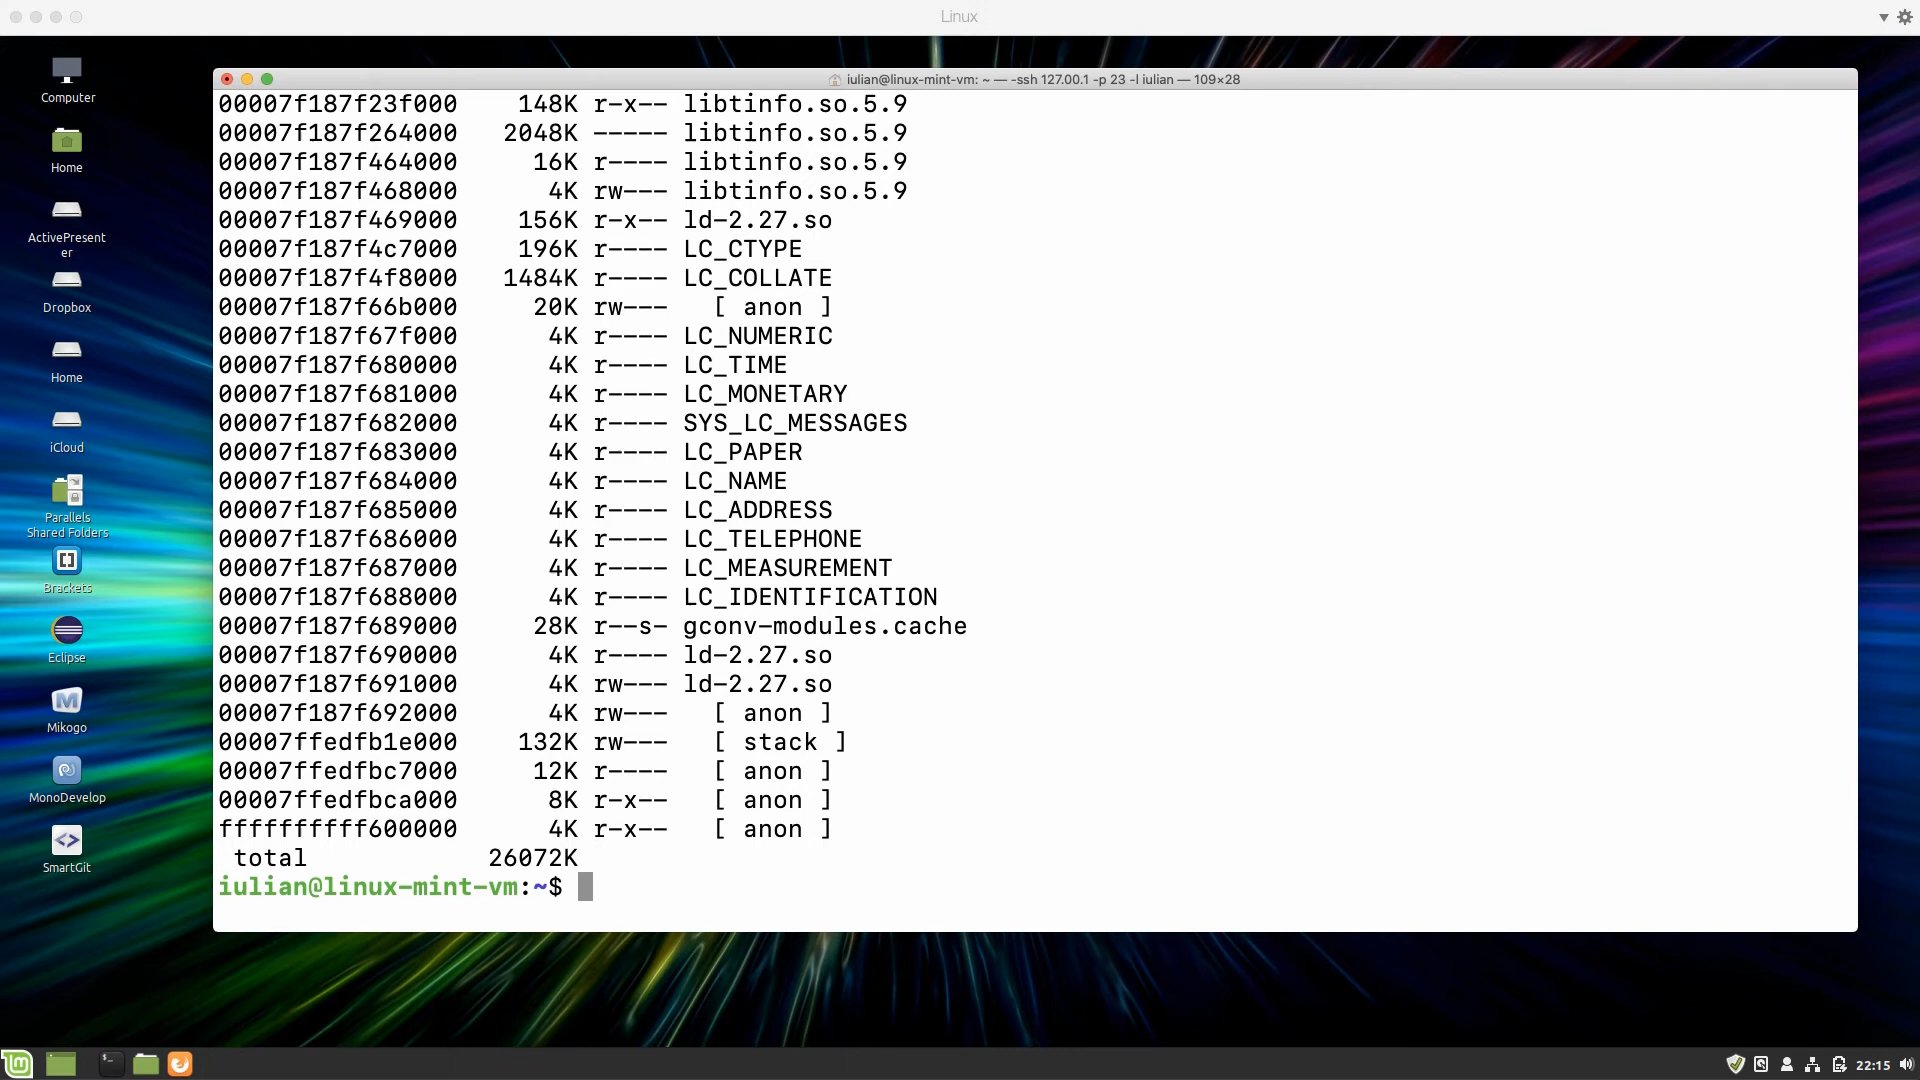 Linux
Computer
Home
ActivePresent
er
Dropbox
Home
iCloud
Parallels
Shared Folders
Brackets
Eclipse
Mikogo
MonoDevelop
SmartGit
iulian@linux-mint-vm: ~ — -ssh 127.00.1 -p 23 -l iulian — 109×28
00007f187f23f000 148K r-x-- libtinfo.so.5.9
00007f187f264000 2048K ----- libtinfo.so.5.9
00007f187f464000 16K r---- libtinfo.so.5.9
00007f187f468000 4K rw--- libtinfo.so.5.9
00007f187f469000 156K r-x-- ld-2.27.so
00007f187f4c7000 196K r---- LC_CTYPE
00007f187f4f8000 1484K r---- LC_COLLATE
00007f187f66b000 20K rw--- [ anon ]
00007f187f67f000 4K r---- LC_NUMERIC
00007f187f680000 4K r---- LC_TIME
00007f187f681000 4K r---- LC_MONETARY
00007f187f682000 4K r---- SYS_LC_MESSAGES
00007f187f683000 4K r---- LC_PAPER
00007f187f684000 4K r---- LC_NAME
00007f187f685000 4K r---- LC_ADDRESS
00007f187f686000 4K r---- LC_TELEPHONE
00007f187f687000 4K r---- LC_MEASUREMENT
00007f187f688000 4K r---- LC_IDENTIFICATION
00007f187f689000 28K r--s- gconv-modules.cache
00007f187f690000 4K r---- ld-2.27.so
00007f187f691000 4K rw--- ld-2.27.so
00007f187f692000 4K rw--- [ anon ]
00007ffedfb1e000 132K rw--- [ stack ]
00007ffedfbc7000 12K r---- [ anon ]
00007ffedfbca000 8K r-x-- [ anon ]
ffffffffff600000 4K r-x-- [ anon ]
total 26072K
iulian@linux-mint-vm:~$
22:15